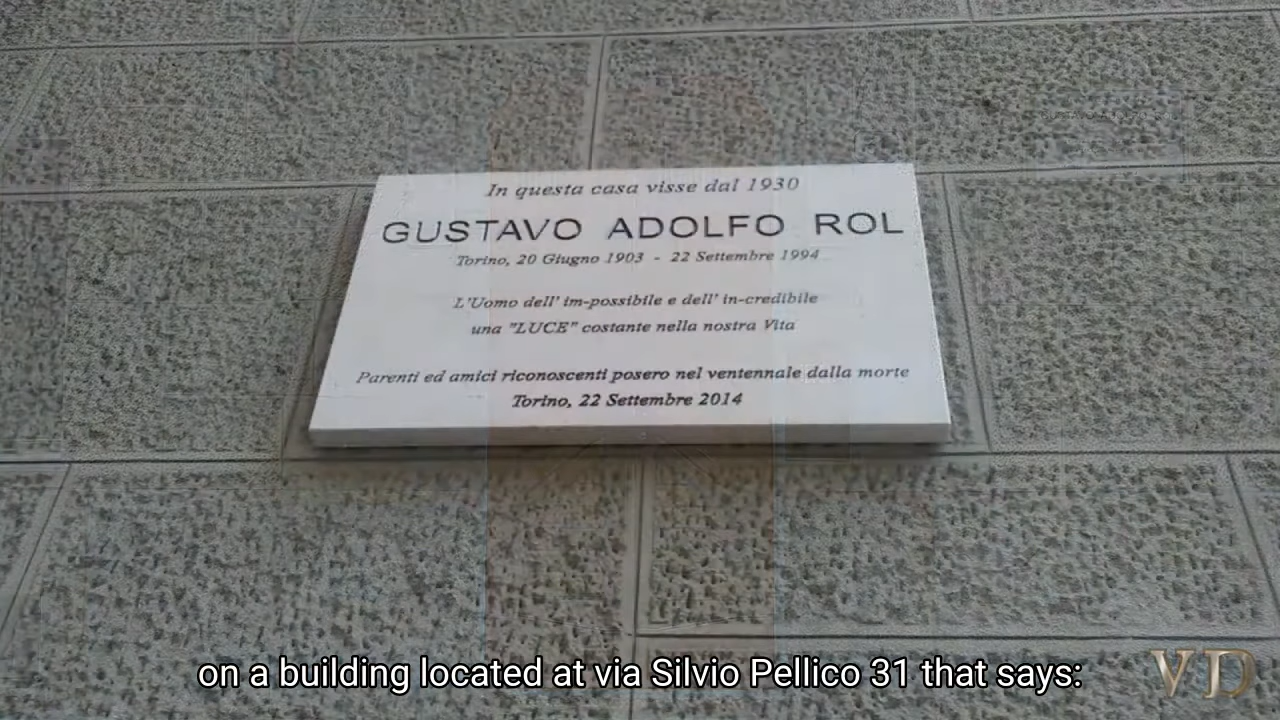 In questa casa visse dal 1930
GUSTAVO ADOLFO ROL
Torino, 20 Giugno 1903 - 22 Settembre 1994
L'Uomo dell' im-possibile e dell' in-credibile
una "LUCE" costante nella nostra Vita
Parenti ed amici riconoscenti posero nel ventennale dalla morte
Torino, 22 Settembre 2014
on a building located at via Silvio Pellico 31 that says:
VD